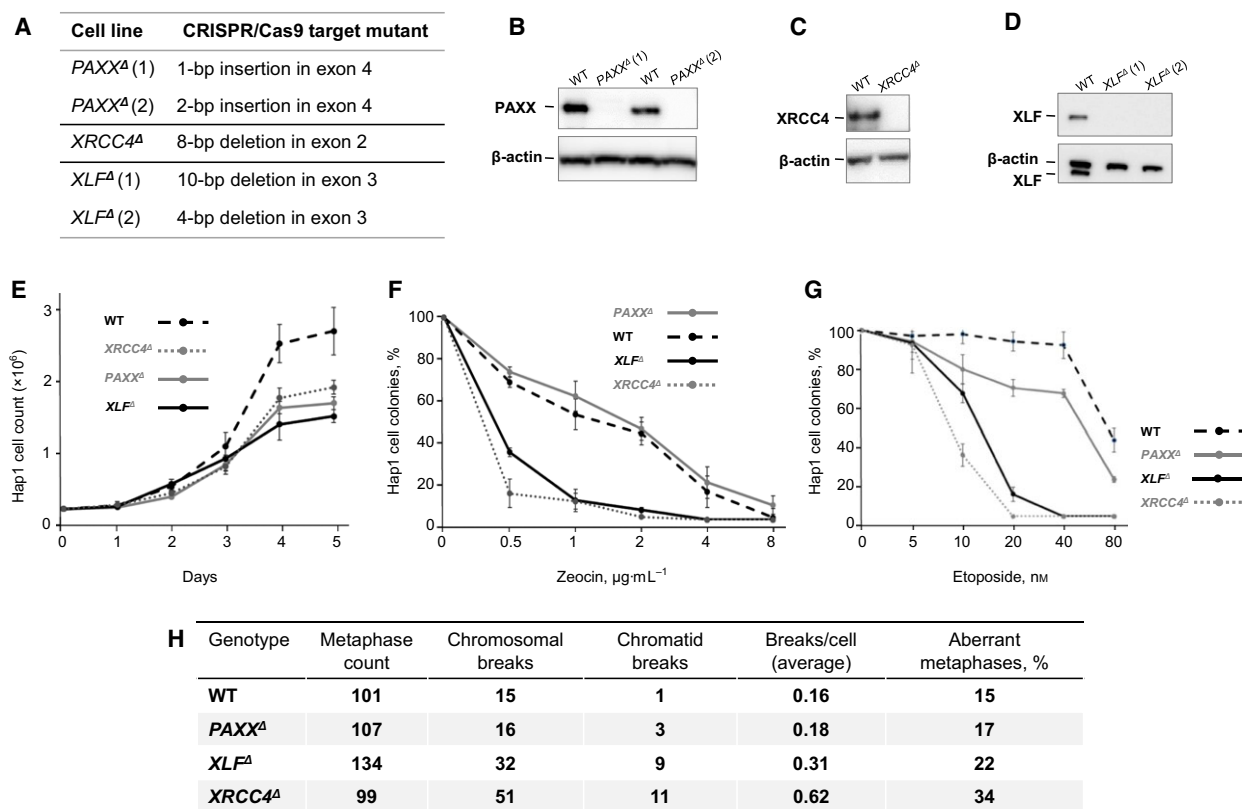 A
Cell line CRISPR/Cas9 target mutant
PAXXΔ (1) 1-bp insertion in exon 4
PAXXΔ (2) 2-bp insertion in exon 4
XRCC4Δ 8-bp deletion in exon 2
XLFΔ (1) 10-bp deletion in exon 3
XLFΔ (2) 4-bp deletion in exon 3
B
WT PAXXΔ (1) WT PAXXΔ (2)
PAXX
β-actin
C
WT XRCC4Δ
XRCC4
β-actin
D
WT XLFΔ (1) XLFΔ (2)
XLF
β-actin
XLF
E
Hap1 cell count (×10⁶)
3
2
1
0
WT
XRCC4Δ
PAXXΔ
XLFΔ
0 1 2 3 4 5
Days
F
Hap1 cell colonies, %
100
80
60
40
20
0
PAXXΔ
WT
XLFΔ
XRCC4Δ
0 0.5 1 2 4 8
Zeocin, µg·mL⁻¹
G
Hap1 cell colonies, %
100
80
60
40
20
0
WT
PAXXΔ
XLFΔ
XRCC4Δ
0 5 10 20 40 80
Etoposide, nM
H
Genotype Metaphase count Chromosomal breaks Chromatid breaks Breaks/cell (average) Aberrant metaphases, %
WT 101 15 1 0.16 15
PAXXΔ 107 16 3 0.18 17
XLFΔ 134 32 9 0.31 22
XRCC4Δ 99 51 11 0.62 34